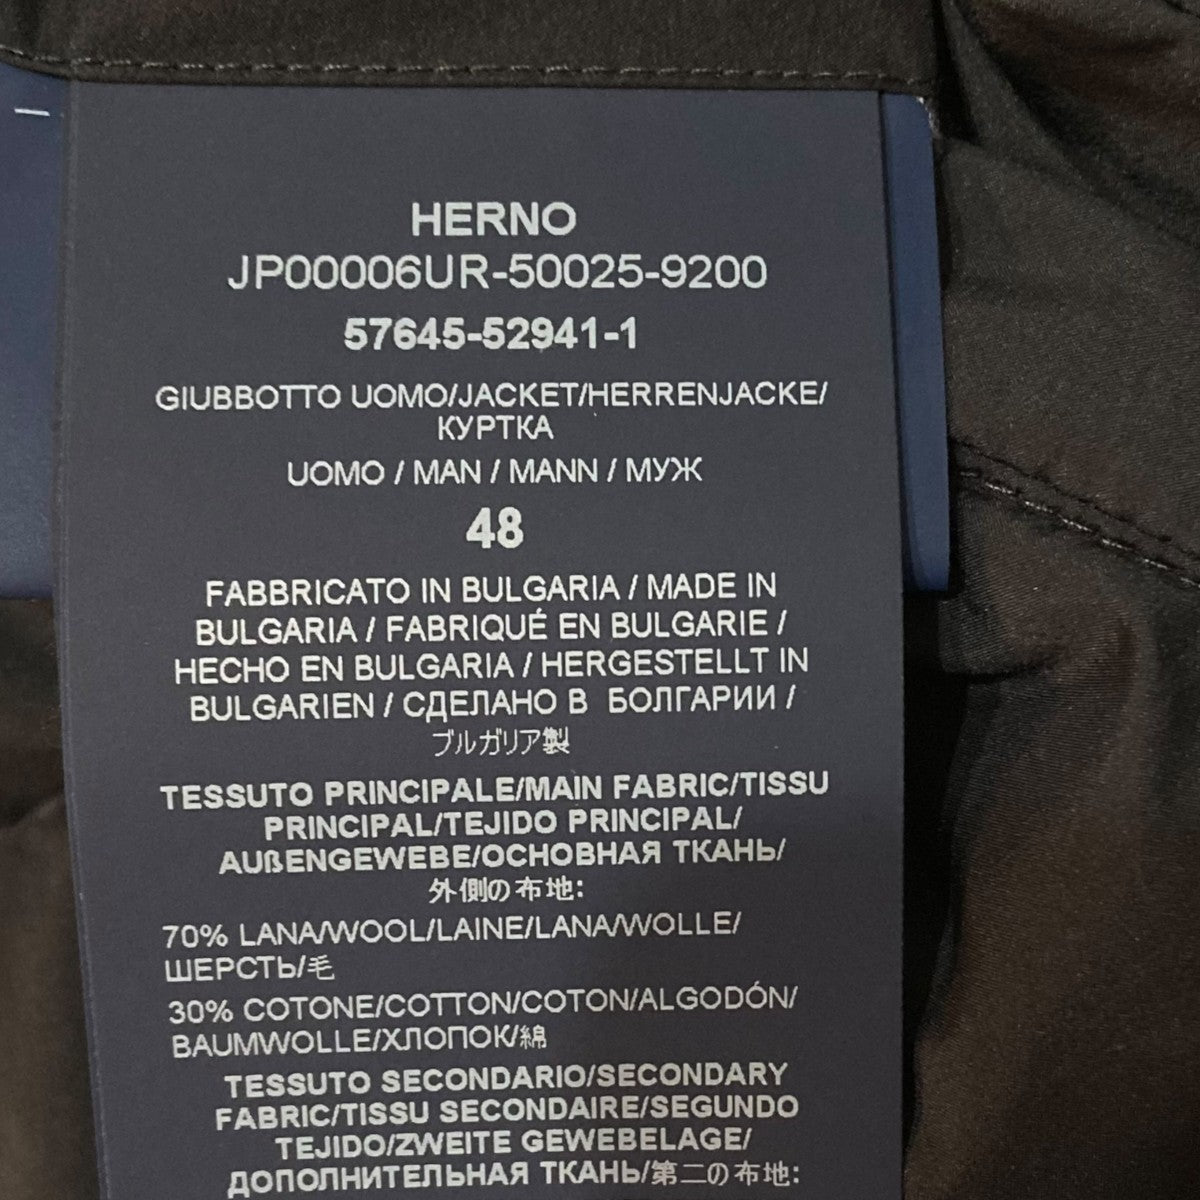 HERNO
JP00006UR-50025-9200
57645-52941-1
GIUBBOTTO UOMO/JACKET/HERRENJACKE/
КУРТКА
UOMO / MAN / MANN / МУЖ
48
FABBRICATO IN BULGARIA / MADE IN
BULGARIA / FABRIQUÉ EN BULGARIE /
HECHO EN BULGARIA / HERGESTELLT IN
BULGARIEN / СДЕЛАНО В БОЛГАРИИ /
ブルガリア製
TESSUTO PRINCIPALE/MAIN FABRIC/TISSU
PRINCIPAL/TEJIDO PRINCIPAL/
AUßENGEWEBE/ОСНОВНАЯ ТКАНЬ/
外側の布地:
70% LANA/WOOL/LAINE/LANA/WOLLE/
ШЕРСТЬ/毛
30% COTONE/COTTON/COTON/ALGODÓN/
BAUMWOLLE/ХЛОПОК/綿
TESSUTO SECONDARIO/SECONDARY
FABRIC/TISSU SECONDAIRE/SEGUNDO
TEJIDO/ZWEITE GEWEBELAGE/
ДОПОЛНИТЕЛЬНАЯ ТКАНЬ/第二の布地: